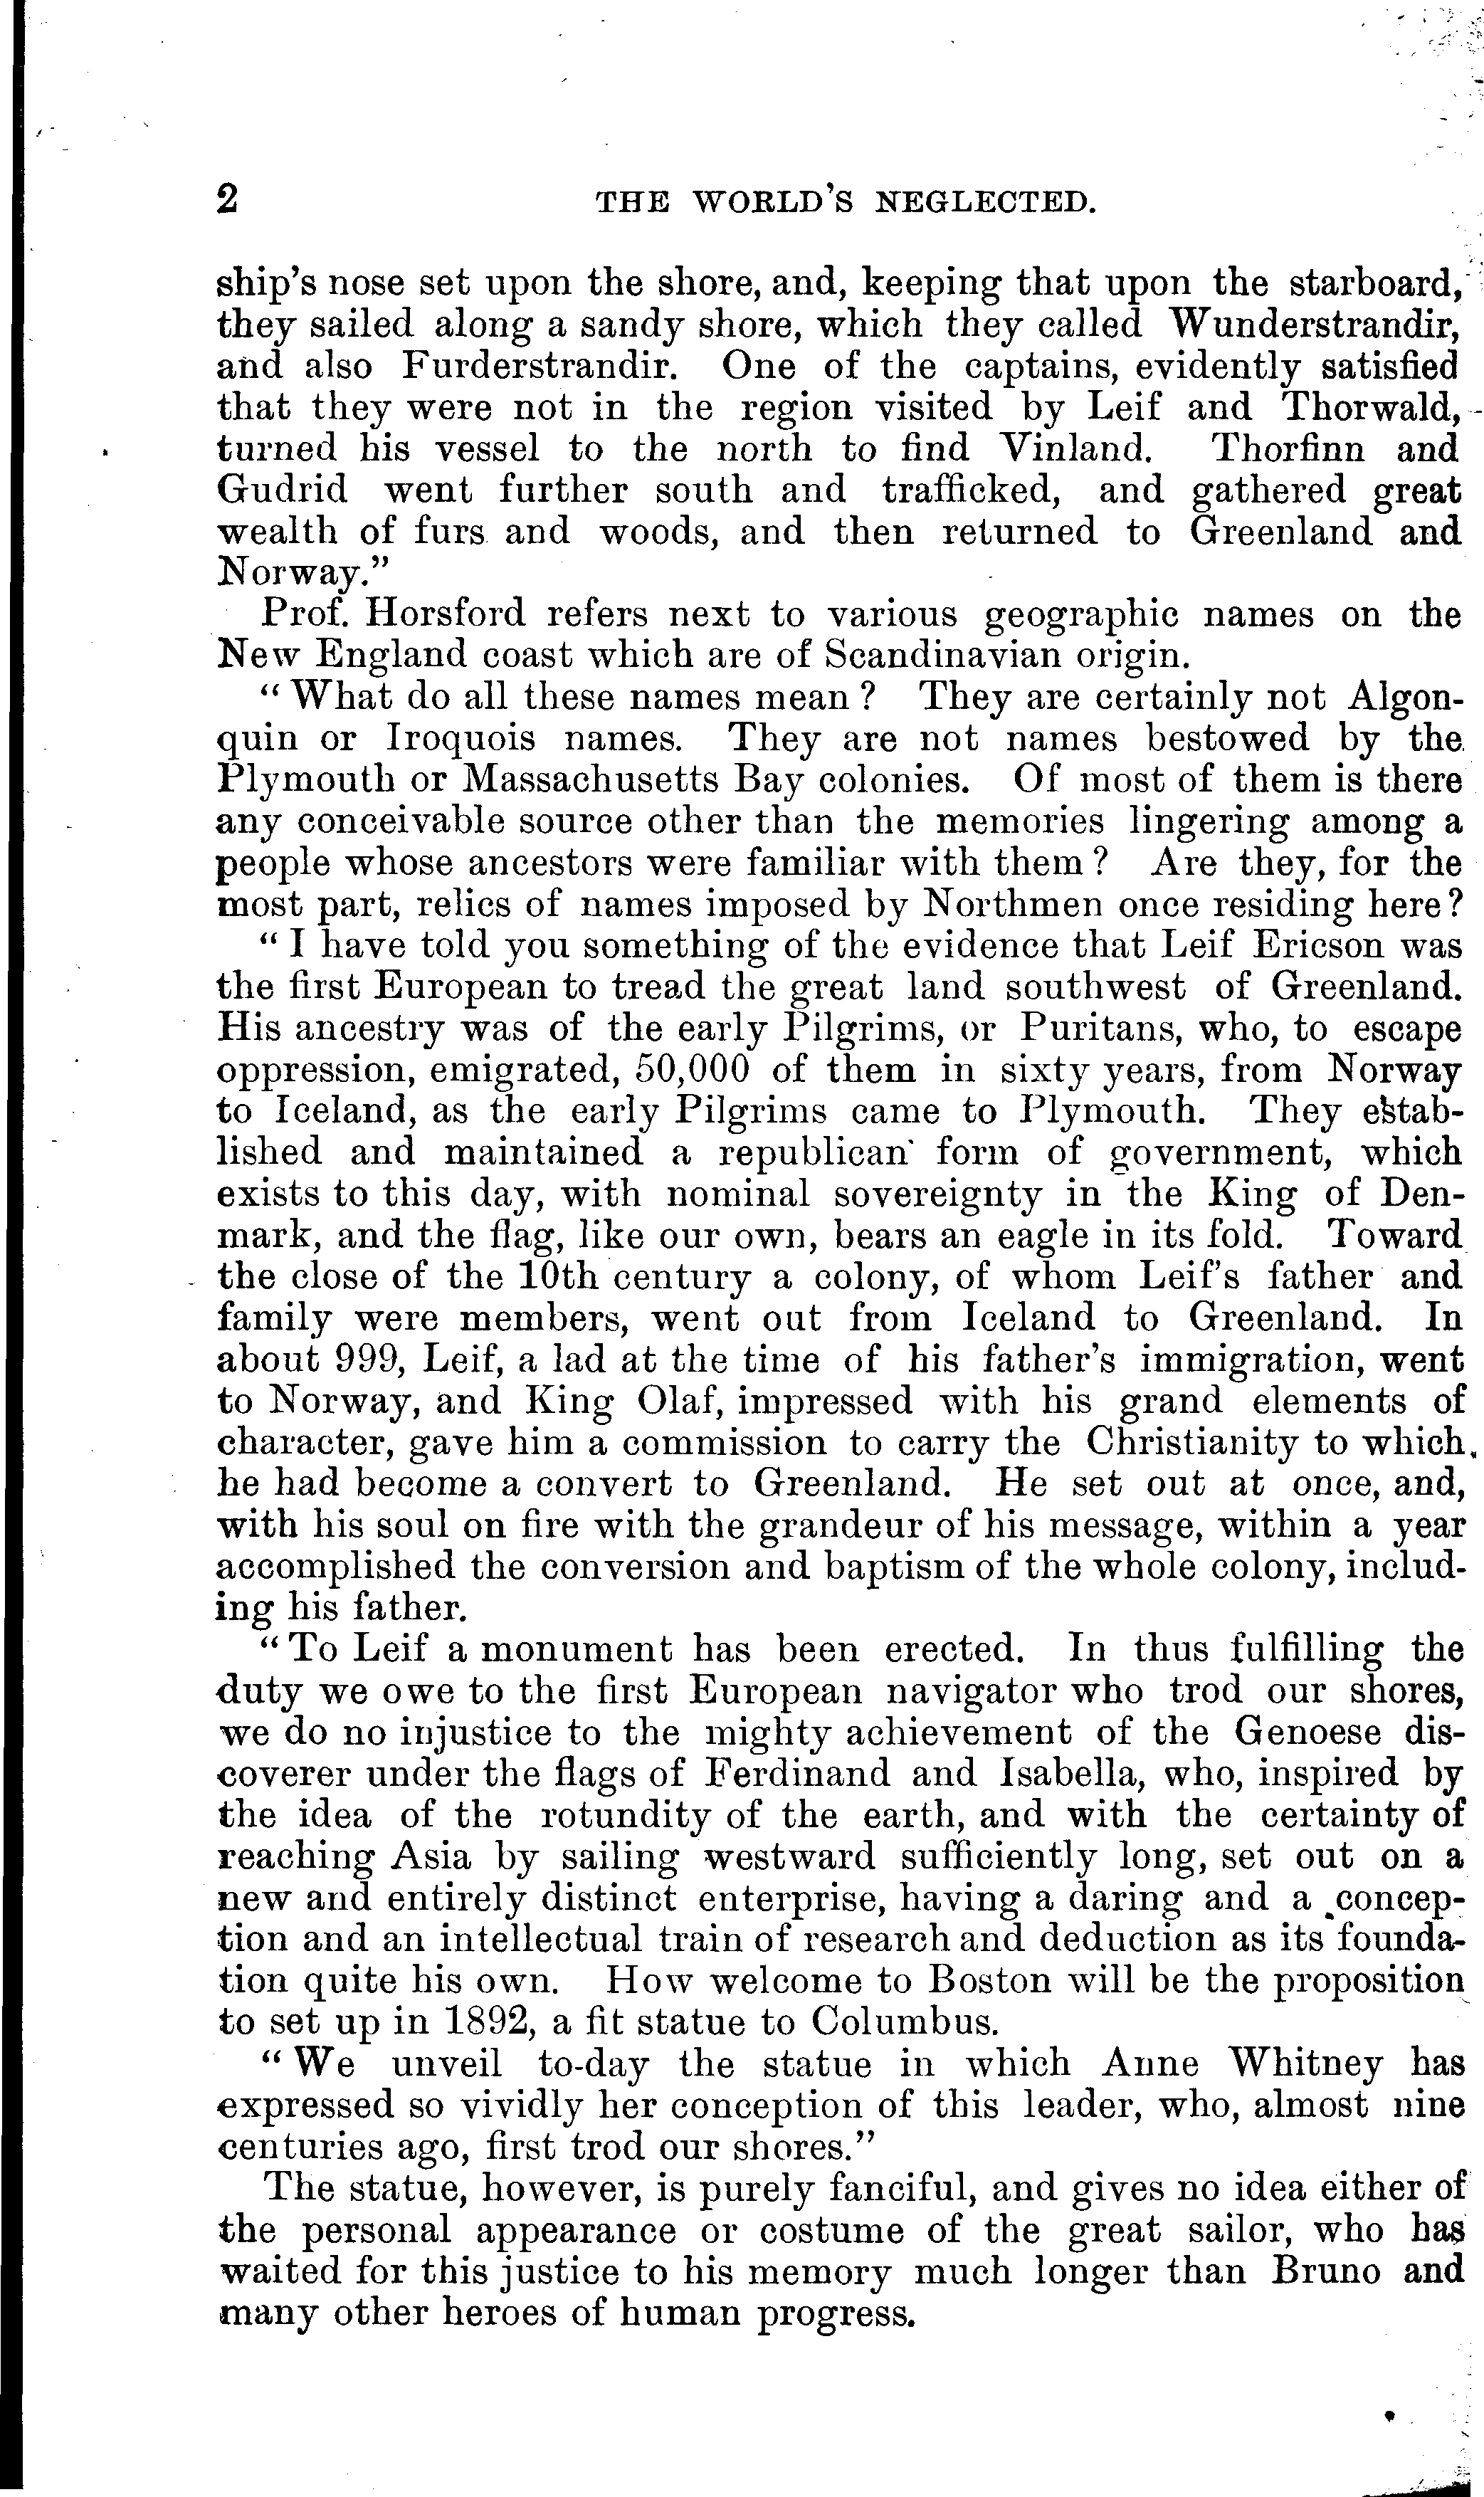 2 THE WORLD'S NEGLECTED.
ship's nose set upon the shore, and, keeping that upon the starboard,
they sailed along a sandy shore, which they called Wunderstrandir,
and also Furderstrandir. One of the captains, evidently satisfied
that they were not in the region visited by Leif and Thorwald,
turned his vessel to the north to find Vinland. Thorfinn and
Gudrid went further south and trafficked, and gathered great
wealth of furs and woods, and then returned to Greenland and
Norway."
Prof. Horsford refers next to various geographic names on the
New England coast which are of Scandinavian origin.
"What do all these names mean? They are certainly not Algon-
quin or Iroquois names. They are not names bestowed by the
Plymouth or Massachusetts Bay colonies. Of most of them is there
any conceivable source other than the memories lingering among a
people whose ancestors were familiar with them? Are they, for the
most part, relics of names imposed by Northmen once residing here?
"I have told you something of the evidence that Leif Ericson was
the first European to tread the great land southwest of Greenland.
His ancestry was of the early Pilgrims, or Puritans, who, to escape
oppression, emigrated, 50,000 of them in sixty years, from Norway
to Iceland, as the early Pilgrims came to Plymouth. They estab-
lished and maintained a republican form of government, which
exists to this day, with nominal sovereignty in the King of Den-
mark, and the flag, like our own, bears an eagle in its fold. Toward
the close of the 10th century a colony, of whom Leif's father and
family were members, went out from Iceland to Greenland. In
about 999, Leif, a lad at the time of his father's immigration, went
to Norway, and King Olaf, impressed with his grand elements of
character, gave him a commission to carry the Christianity to which
he had become a convert to Greenland. He set out at once, and,
with his soul on fire with the grandeur of his message, within a year
accomplished the conversion and baptism of the whole colony, includ-
ing his father.
"To Leif a monument has been erected. In thus fulfilling the
duty we owe to the first European navigator who trod our shores,
we do no injustice to the mighty achievement of the Genoese dis-
coverer under the flags of Ferdinand and Isabella, who, inspired by
the idea of the rotundity of the earth, and with the certainty of
reaching Asia by sailing westward sufficiently long, set out on a
new and entirely distinct enterprise, having a daring and a concep-
tion and an intellectual train of research and deduction as its founda-
tion quite his own. How welcome to Boston will be the proposition
to set up in 1892, a fit statue to Columbus.
"We unveil to-day the statue in which Anne Whitney has
expressed so vividly her conception of this leader, who, almost nine
centuries ago, first trod our shores."
The statue, however, is purely fanciful, and gives no idea either of
the personal appearance or costume of the great sailor, who has
waited for this justice to his memory much longer than Bruno and
many other heroes of human progress.